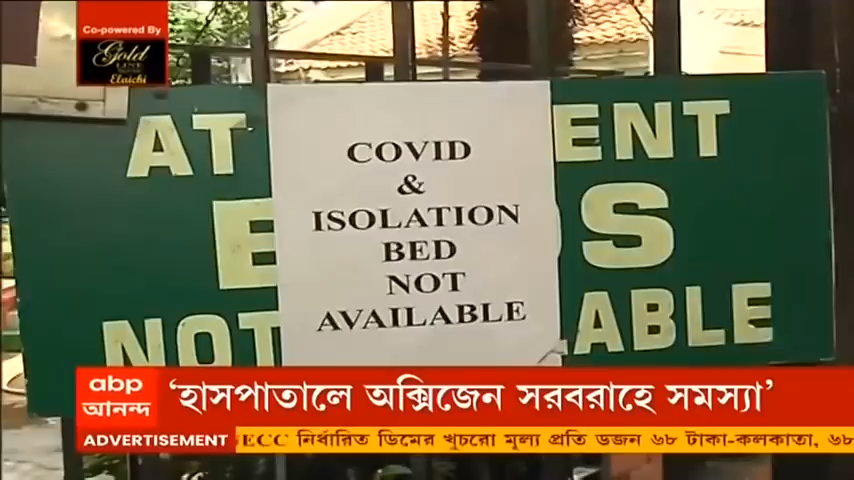 Co-powered By
Gold
Elaichi
AT
ENT
E
S
NOT
ABLE
COVID
&
ISOLATION
BED
NOT
AVAILABLE
abp
আনন্দ
'হাসপাতালে অক্সিজেন সরবরাহে সমস্যা'
ADVERTISEMENT
ECC নির্ধারিত ডিমের খুচরো মূল্য প্রতি ডজন ৬৮ টাকা-কলকাতা, ৬৮